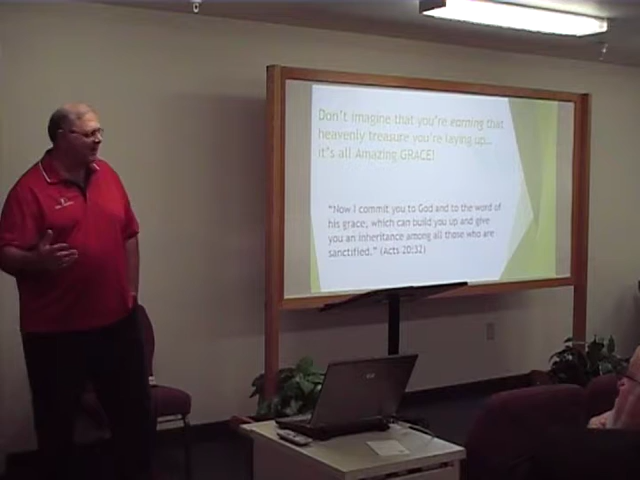 Don't imagine that you're earning that
heavenly treasure you're laying up...
it's all Amazing GRACE!
"Now I commit you to God and to the word of
his grace, which can build you up and give
you an inheritance among all those who are
sanctified." (Acts 20:32)